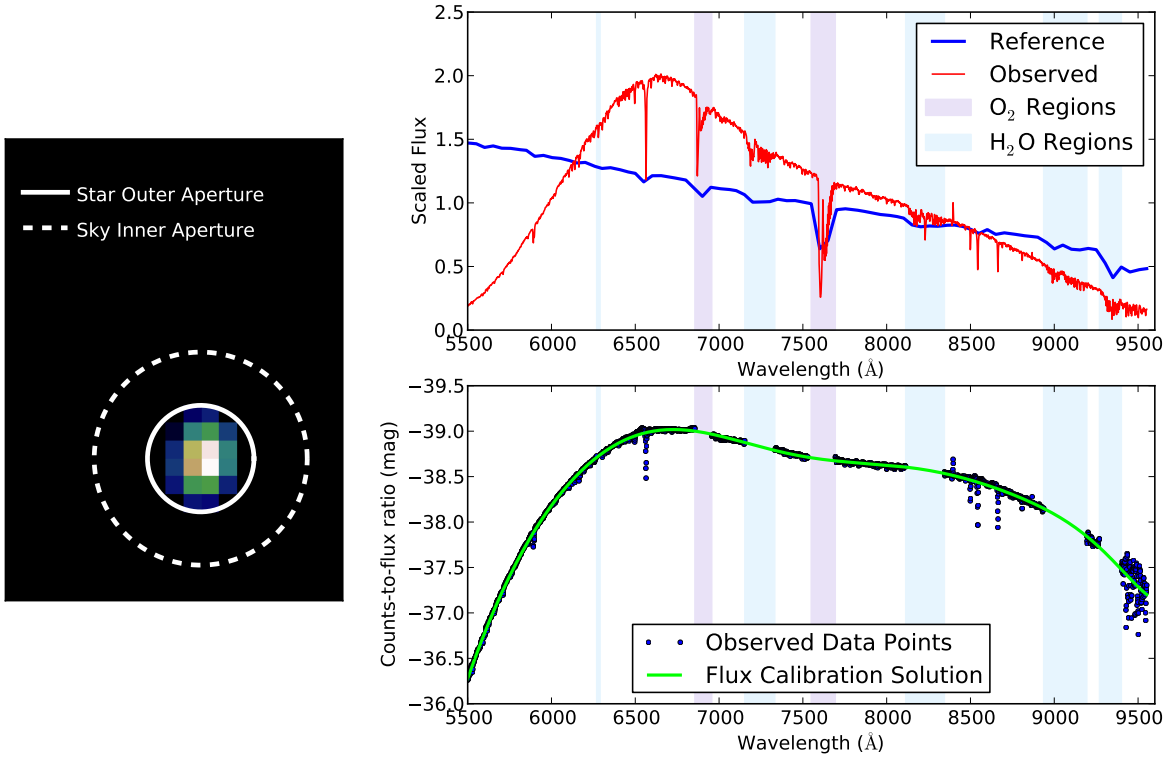 Star Outer Aperture
Sky Inner Aperture
2.5
2.0
1.5
1.0
0.5
0.0
Scaled Flux
Reference
Observed
O₂ Regions
H₂O Regions
5500 6000 6500 7000 7500 8000 8500 9000 9500
Wavelength (Å)
−39.5
−39.0
−38.5
−38.0
−37.5
−37.0
−36.5
−36.0
Counts-to-flux ratio (mag)
Observed Data Points
Flux Calibration Solution
5500 6000 6500 7000 7500 8000 8500 9000 9500
Wavelength (Å)